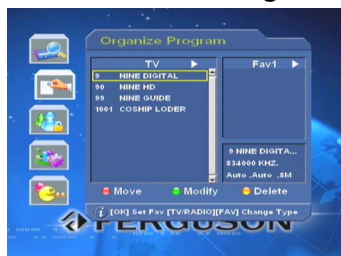 Organize Program
TV
Fav1
9 NINE DIGITAL
90 NINE HD
99 NINE GUIDE
1001 COSHIP LODER
9 NINE DIGITA...
834000 KHZ.
Auto .Auto .8M
Move Modify Delete
[OK] Set Fav [TV/RADIO][FAV] Change Type
FERGUSON